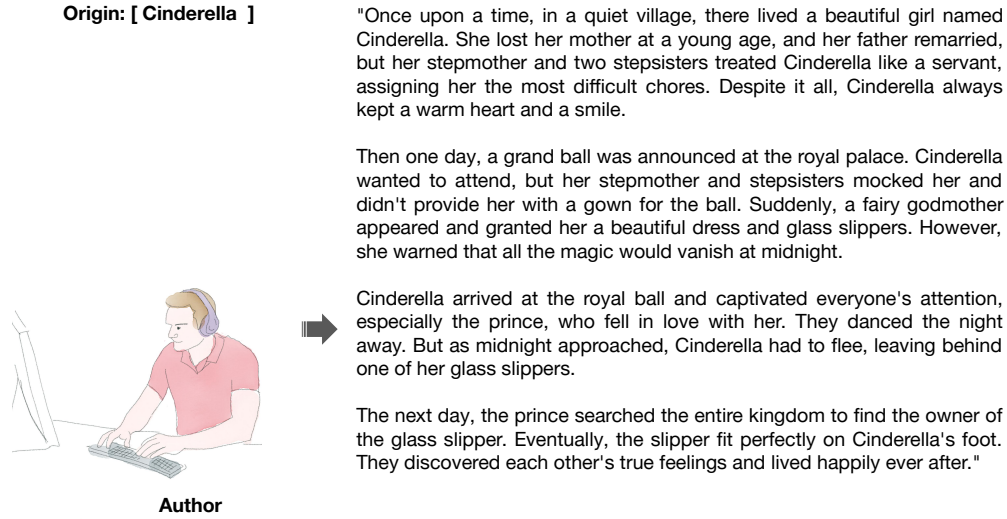 Origin: [ Cinderella ]
"Once upon a time, in a quiet village, there lived a beautiful girl named
Cinderella. She lost her mother at a young age, and her father remarried,
but her stepmother and two stepsisters treated Cinderella like a servant,
assigning her the most difficult chores. Despite it all, Cinderella always
kept a warm heart and a smile.
Then one day, a grand ball was announced at the royal palace. Cinderella
wanted to attend, but her stepmother and stepsisters mocked her and
didn't provide her with a gown for the ball. Suddenly, a fairy godmother
appeared and granted her a beautiful dress and glass slippers. However,
she warned that all the magic would vanish at midnight.
Cinderella arrived at the royal ball and captivated everyone's attention,
especially the prince, who fell in love with her. They danced the night
away. But as midnight approached, Cinderella had to flee, leaving behind
one of her glass slippers.
The next day, the prince searched the entire kingdom to find the owner of
the glass slipper. Eventually, the slipper fit perfectly on Cinderella's foot.
They discovered each other's true feelings and lived happily ever after."
Author